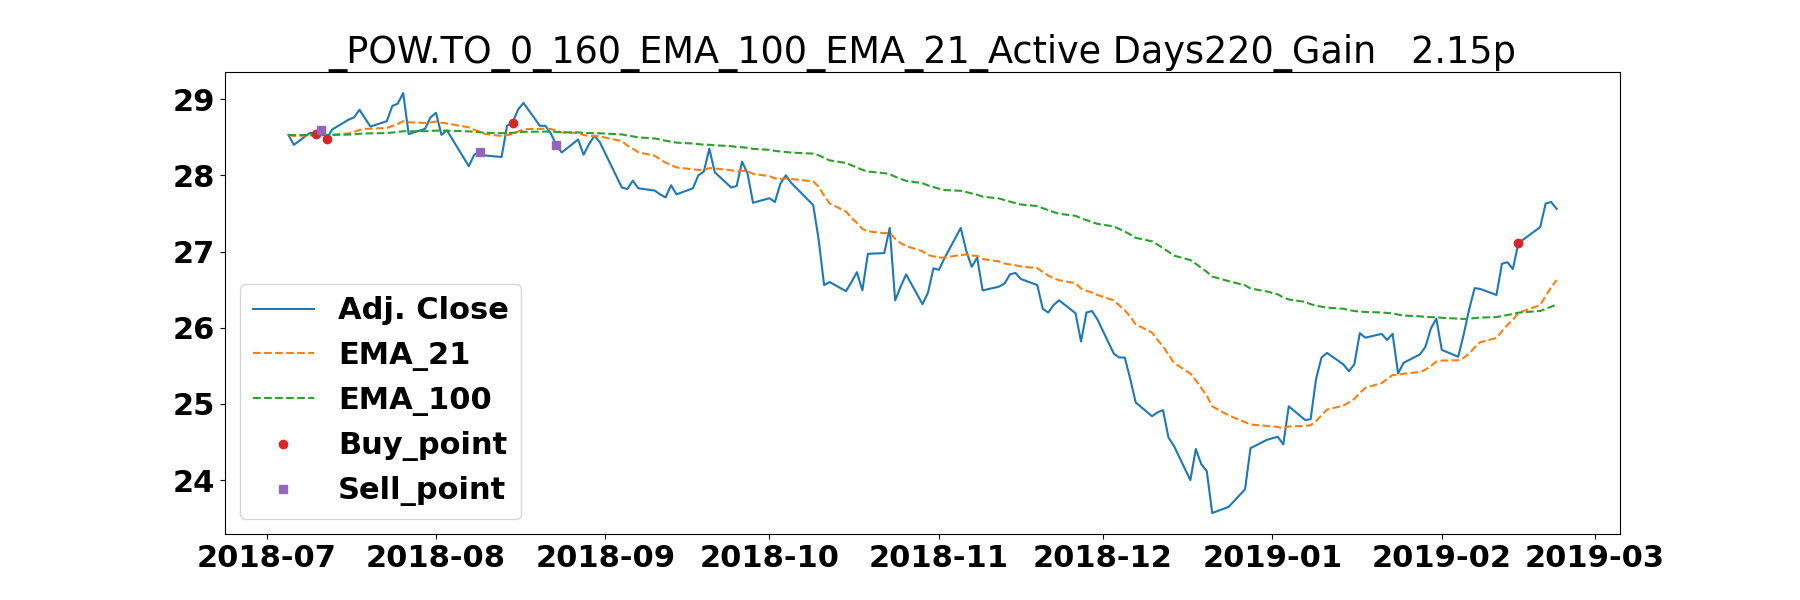 _POW.TO_0_160_EMA_100_EMA_21_Active Days220_Gain   2.15p
29
28
27
26
25
24
Adj. Close
EMA_21
EMA_100
Buy_point
Sell_point
2018-07 2018-08 2018-09 2018-10 2018-11 2018-12 2019-01 2019-02 2019-03